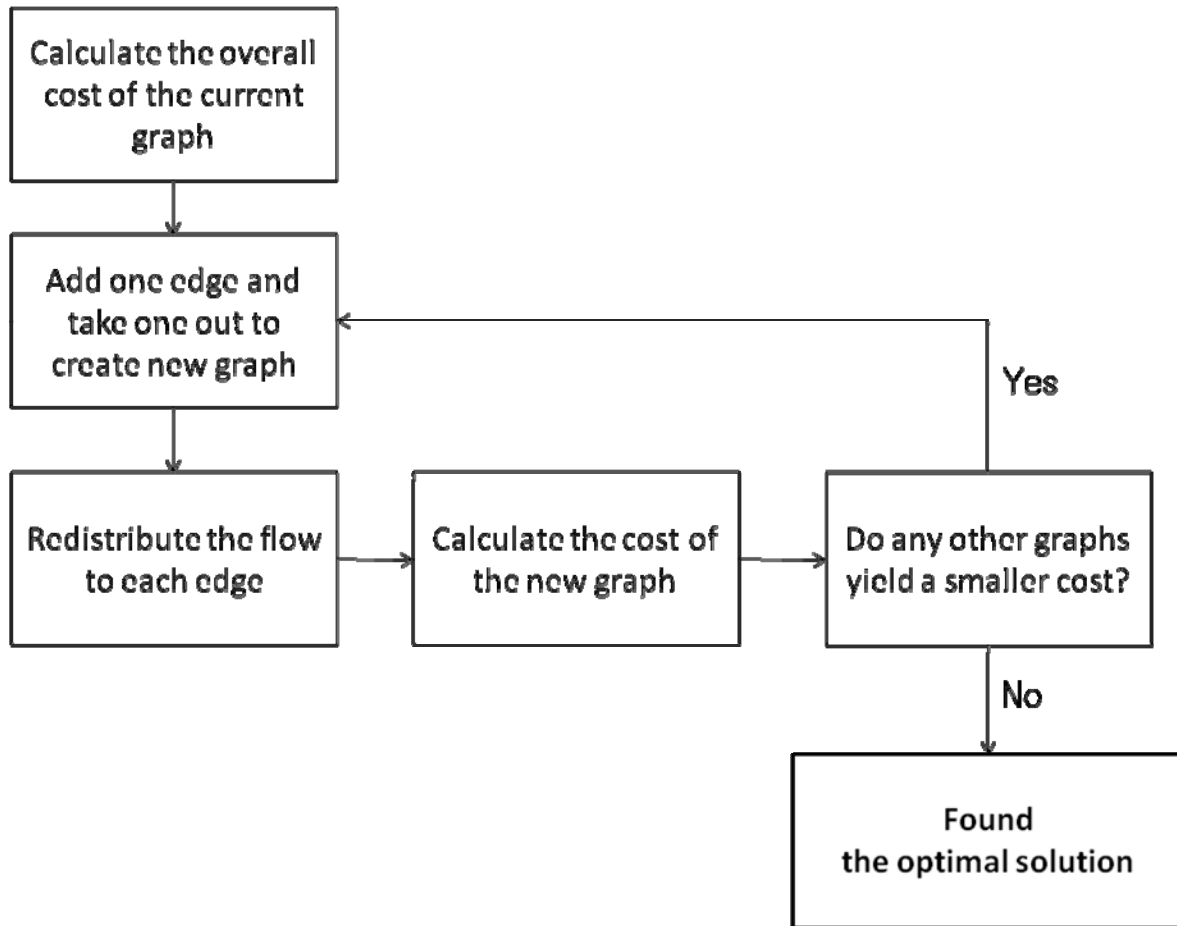 Calculate the overall
cost of the current
graph
Add one edge and
take one out to
create new graph
Yes
Redistribute the flow
to each edge
Calculate the cost of
the new graph
Do any other graphs
yield a smaller cost?
No
Found
the optimal solution